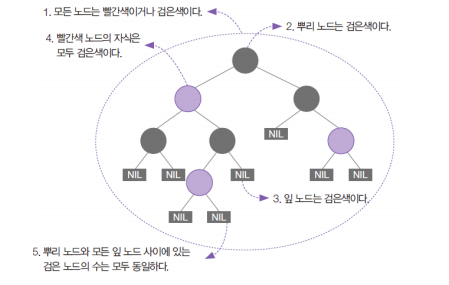 1. 모든 노드는 빨간색이거나 검은색이다.
2. 뿌리 노드는 검은색이다.
4. 빨간색 노드의 자식은
모두 검은색이다.
NIL
NIL NIL NIL NIL NIL
3. 잎 노드는 검은색이다.
NIL NIL
5. 뿌리 노드와 모든 잎 노드 사이에 있는
검은 노드의 수는 모두 동일하다.